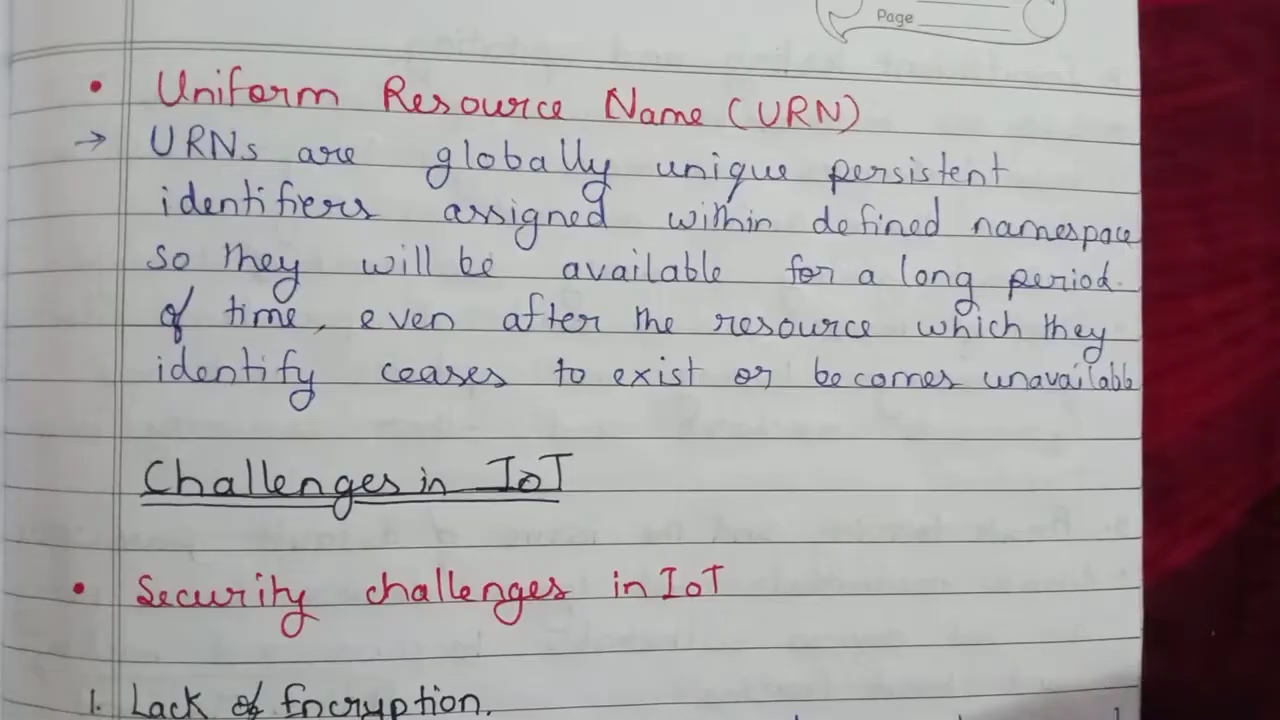 Page
• Uniform Resource Name (URN)
→ URNs are globally unique persistent
identifiers assigned within defined namespace
so they will be available for a long period.
of time, even after the resource which they
identify ceases to exist or becomes unavailable
Challenges in IoT
• Security challenges in IoT
1. Lack of Encryption.